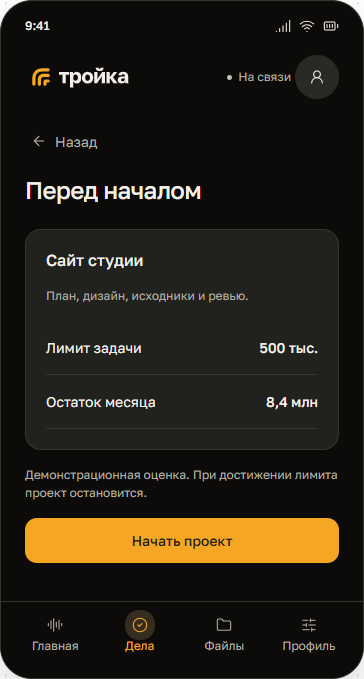 9:41
тройка
На связи
Назад
Перед началом
Сайт студии
План, дизайн, исходники и ревью.
Лимит задачи 500 тыс.
Остаток месяца 8,4 млн
Демонстрационная оценка. При достижении лимита
проект остановится.
Начать проект
Главная Дела Файлы Профиль